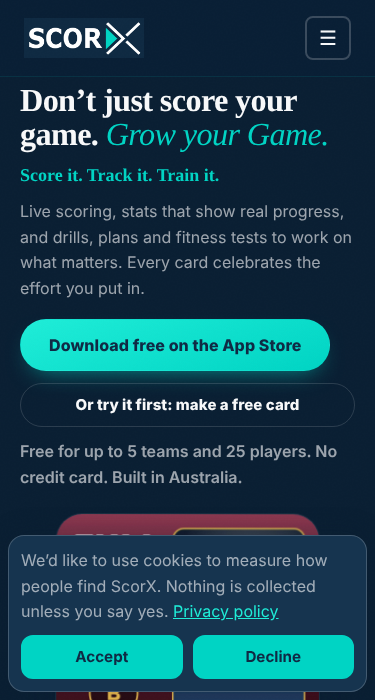 SCORX
☰
Don’t just score your
game. Grow your Game.
Score it. Track it. Train it.
Live scoring, stats that show real progress,
and drills, plans and fitness tests to work on
what matters. Every card celebrates the
effort you put in.
Download free on the App Store
Or try it first: make a free card
Free for up to 5 teams and 25 players. No
credit card. Built in Australia.
We’d like to use cookies to measure how
people find ScorX. Nothing is collected
unless you say yes. Privacy policy
Accept
Decline
B